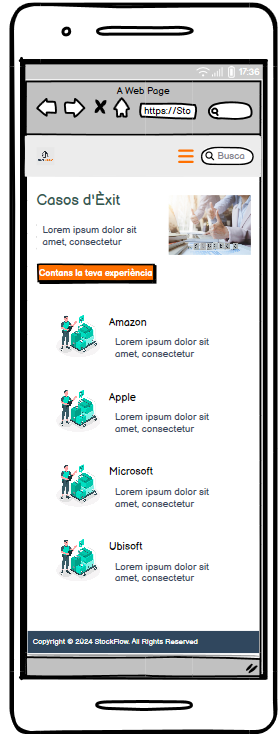 17:36
A Web Page
https://Sto
Busca
Casos d'Èxit
Lorem ipsum dolor sit
amet, consectetur
Contans la teva experiència
Amazon
Lorem ipsum dolor sit
amet, consectetur
Apple
Lorem ipsum dolor sit
amet, consectetur
Microsoft
Lorem ipsum dolor sit
amet, consectetur
Ubisoft
Lorem ipsum dolor sit
amet, consectetur
Copyright © 2024 StockFlow. All Rights Reserved